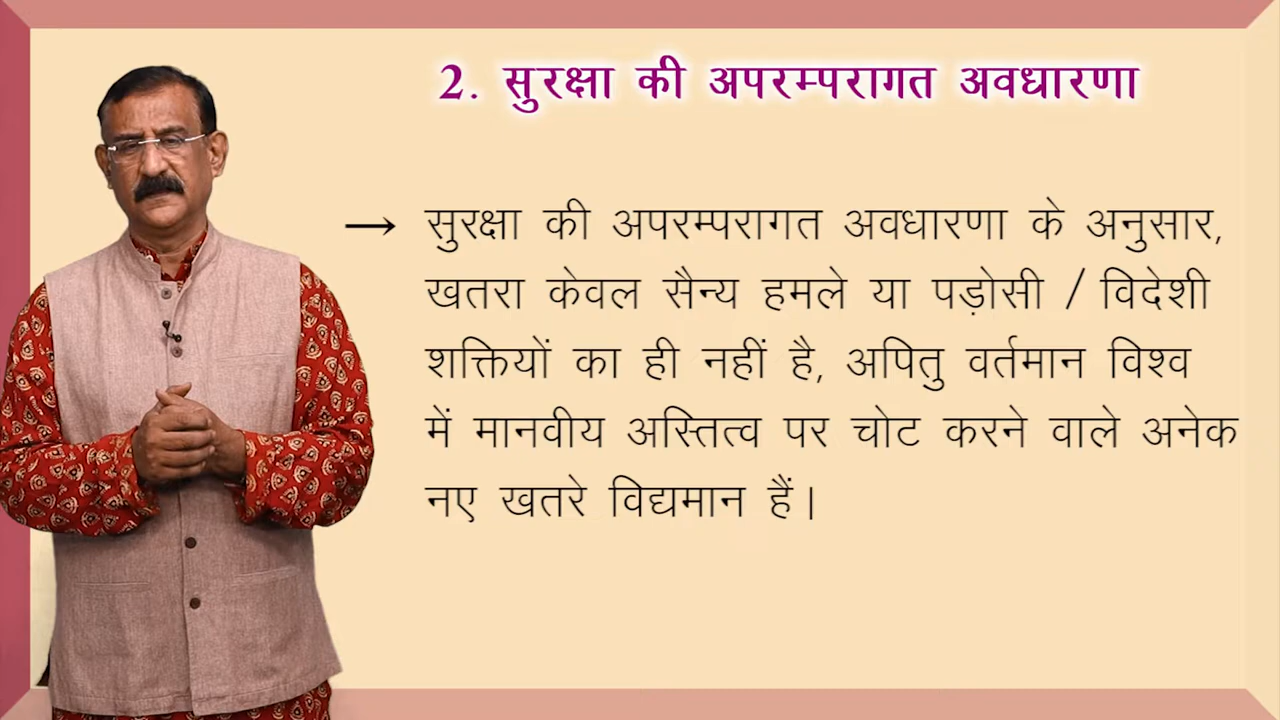 2. सुरक्षा की अपरम्परागत अवधारणा
→ सुरक्षा की अपरम्परागत अवधारणा के अनुसार,
खतरा केवल सैन्य हमले या पड़ोसी / विदेशी
शक्तियों का ही नहीं है, अपितु वर्तमान विश्व
में मानवीय अस्तित्व पर चोट करने वाले अनेक
नए खतरे विद्यमान हैं।